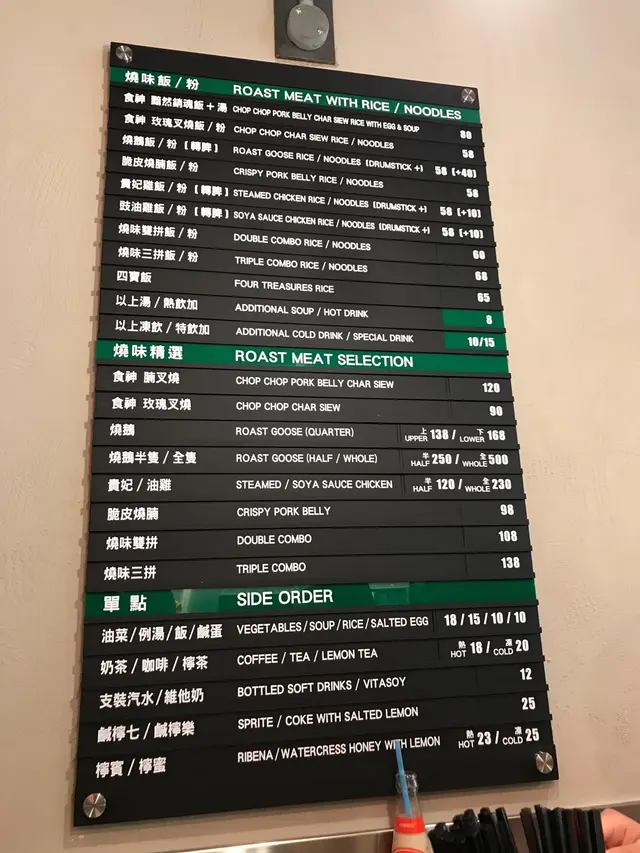 燒味飯/粉 ROAST MEAT WITH RICE / NOODLES
食神 黯然銷魂飯+湯 CHOP CHOP PORK BELLY CHAR SIEW RICE WITH EGG & SOUP 80
食神 玫瑰叉燒飯/粉 CHOP CHOP CHAR SIEW RICE / NOODLES 58
燒鵝飯/粉 [轉髀] ROAST GOOSE RICE / NOODLES [DRUMSTICK +] 58 [+40]
脆皮燒腩飯/粉 CRISPY PORK BELLY RICE / NOODLES 58
貴妃雞飯/粉 [轉髀] STEAMED CHICKEN RICE / NOODLES [DRUMSTICK +] 58 [+10]
豉油雞飯/粉 [轉髀] SOYA SAUCE CHICKEN RICE / NOODLES [DRUMSTICK +] 58 [+10]
燒味雙拼飯/粉 DOUBLE COMBO RICE / NOODLES 60
燒味三拼飯/粉 TRIPLE COMBO RICE / NOODLES 68
四寶飯 FOUR TREASURES RICE 65
以上湯/熱飲加 ADDITIONAL SOUP / HOT DRINK 8
以上凍飲/特飲加 ADDITIONAL COLD DRINK / SPECIAL DRINK 10/15
燒味精選 ROAST MEAT SELECTION
食神 腩叉燒 CHOP CHOP PORK BELLY CHAR SIEW 120
食神 玫瑰叉燒 CHOP CHOP CHAR SIEW 90
燒鵝 ROAST GOOSE (QUARTER) 上 UPPER 138 / 下 LOWER 168
燒鵝半隻/全隻 ROAST GOOSE (HALF / WHOLE) 半 HALF 250 / 全 WHOLE 500
貴妃/油雞 STEAMED / SOYA SAUCE CHICKEN 半 HALF 120 / 全 WHOLE 230
脆皮燒腩 CRISPY PORK BELLY 98
燒味雙拼 DOUBLE COMBO 108
燒味三拼 TRIPLE COMBO 138
單點 SIDE ORDER
油菜/例湯/飯/鹹蛋 VEGETABLES/SOUP/RICE/SALTED EGG 18 / 15 / 10 / 10
奶茶/咖啡/檸茶 COFFEE / TEA / LEMON TEA 熱 HOT 18 / 凍 COLD 20
支裝汽水/維他奶 BOTTLED SOFT DRINKS / VITASOY 12
鹹檸七/鹹檸樂 SPRITE / COKE WITH SALTED LEMON 25
檸賓/檸蜜 RIBENA/WATERCRESS HONEY WITH LEMON 熱 HOT 23 / 凍 COLD 25